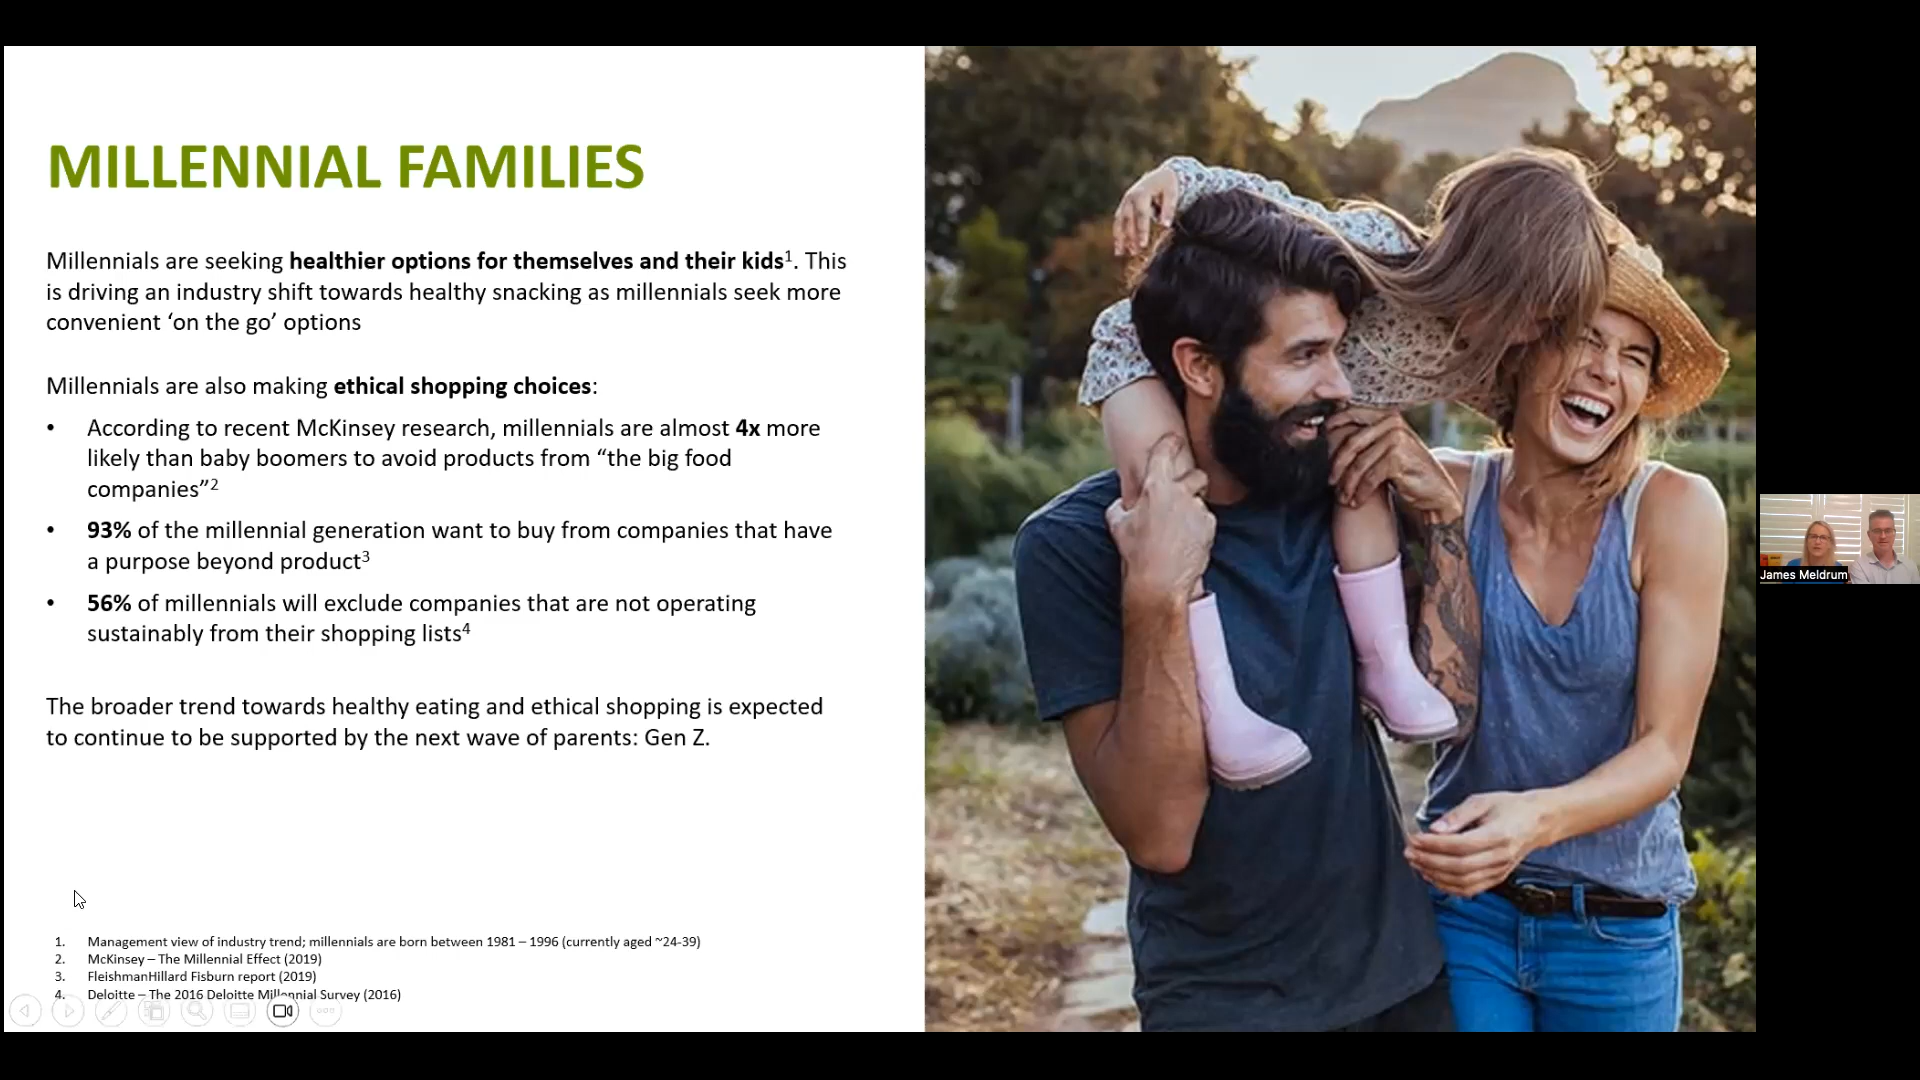 MILLENNIAL FAMILIES
Millennials are seeking healthier options for themselves and their kids1. This
is driving an industry shift towards healthy snacking as millennials seek more
convenient ‘on the go’ options
Millennials are also making ethical shopping choices:
• According to recent McKinsey research, millennials are almost 4x more
likely than baby boomers to avoid products from “the big food
companies”2
• 93% of the millennial generation want to buy from companies that have
a purpose beyond product3
• 56% of millennials will exclude companies that are not operating
sustainably from their shopping lists4
The broader trend towards healthy eating and ethical shopping is expected
to continue to be supported by the next wave of parents: Gen Z.
1. Management view of industry trend; millennials are born between 1981 – 1996 (currently aged ~24-39)
2. McKinsey – The Millennial Effect (2019)
3. FleishmanHillard Fisburn report (2019)
4. Deloitte – The 2016 Deloitte Millennial Survey (2016)
James Meldrum